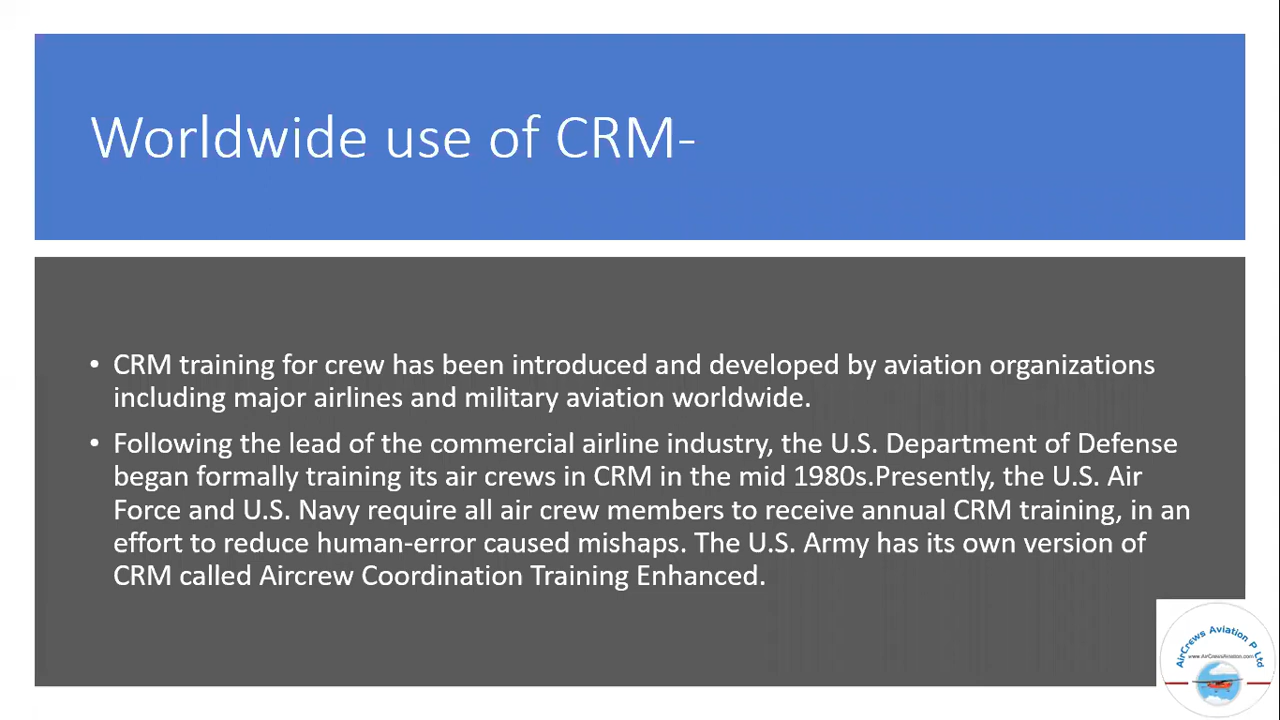 Worldwide use of CRM-
• CRM training for crew has been introduced and developed by aviation organizations
including major airlines and military aviation worldwide.
• Following the lead of the commercial airline industry, the U.S. Department of Defense
began formally training its air crews in CRM in the mid 1980s.Presently, the U.S. Air
Force and U.S. Navy require all air crew members to receive annual CRM training, in an
effort to reduce human-error caused mishaps. The U.S. Army has its own version of
CRM called Aircrew Coordination Training Enhanced.
AirCrews Aviation P Ltd
www.AirCrewsAviation.com